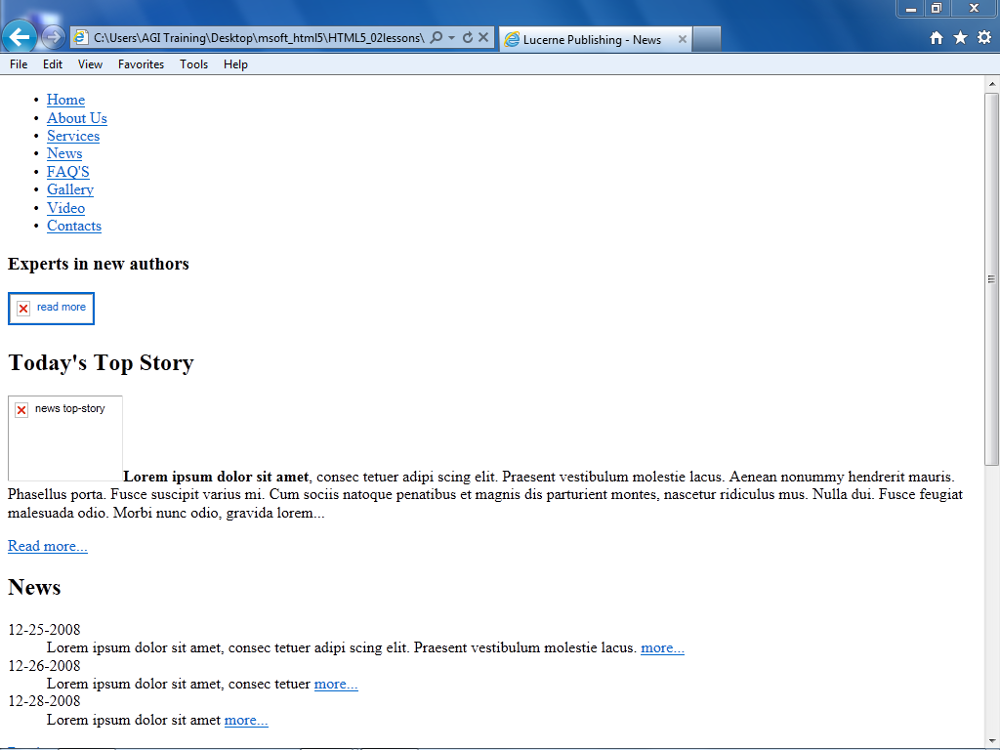 C:\Users\AGI Training\Desktop\msoft_html5\HTML5_02lessons\
Lucerne Publishing - News
File Edit View Favorites Tools Help
• Home
• About Us
• Services
• News
• FAQ'S
• Gallery
• Video
• Contacts
Experts in new authors
read more
Today's Top Story
news top-story
Lorem ipsum dolor sit amet, consec tetuer adipi scing elit. Praesent vestibulum molestie lacus. Aenean nonummy hendrerit mauris.
Phasellus porta. Fusce suscipit varius mi. Cum sociis natoque penatibus et magnis dis parturient montes, nascetur ridiculus mus. Nulla dui. Fusce feugiat
malesuada odio. Morbi nunc odio, gravida lorem...
Read more...
News
12-25-2008
Lorem ipsum dolor sit amet, consec tetuer adipi scing elit. Praesent vestibulum molestie lacus. more...
12-26-2008
Lorem ipsum dolor sit amet, consec tetuer more...
12-28-2008
Lorem ipsum dolor sit amet more...